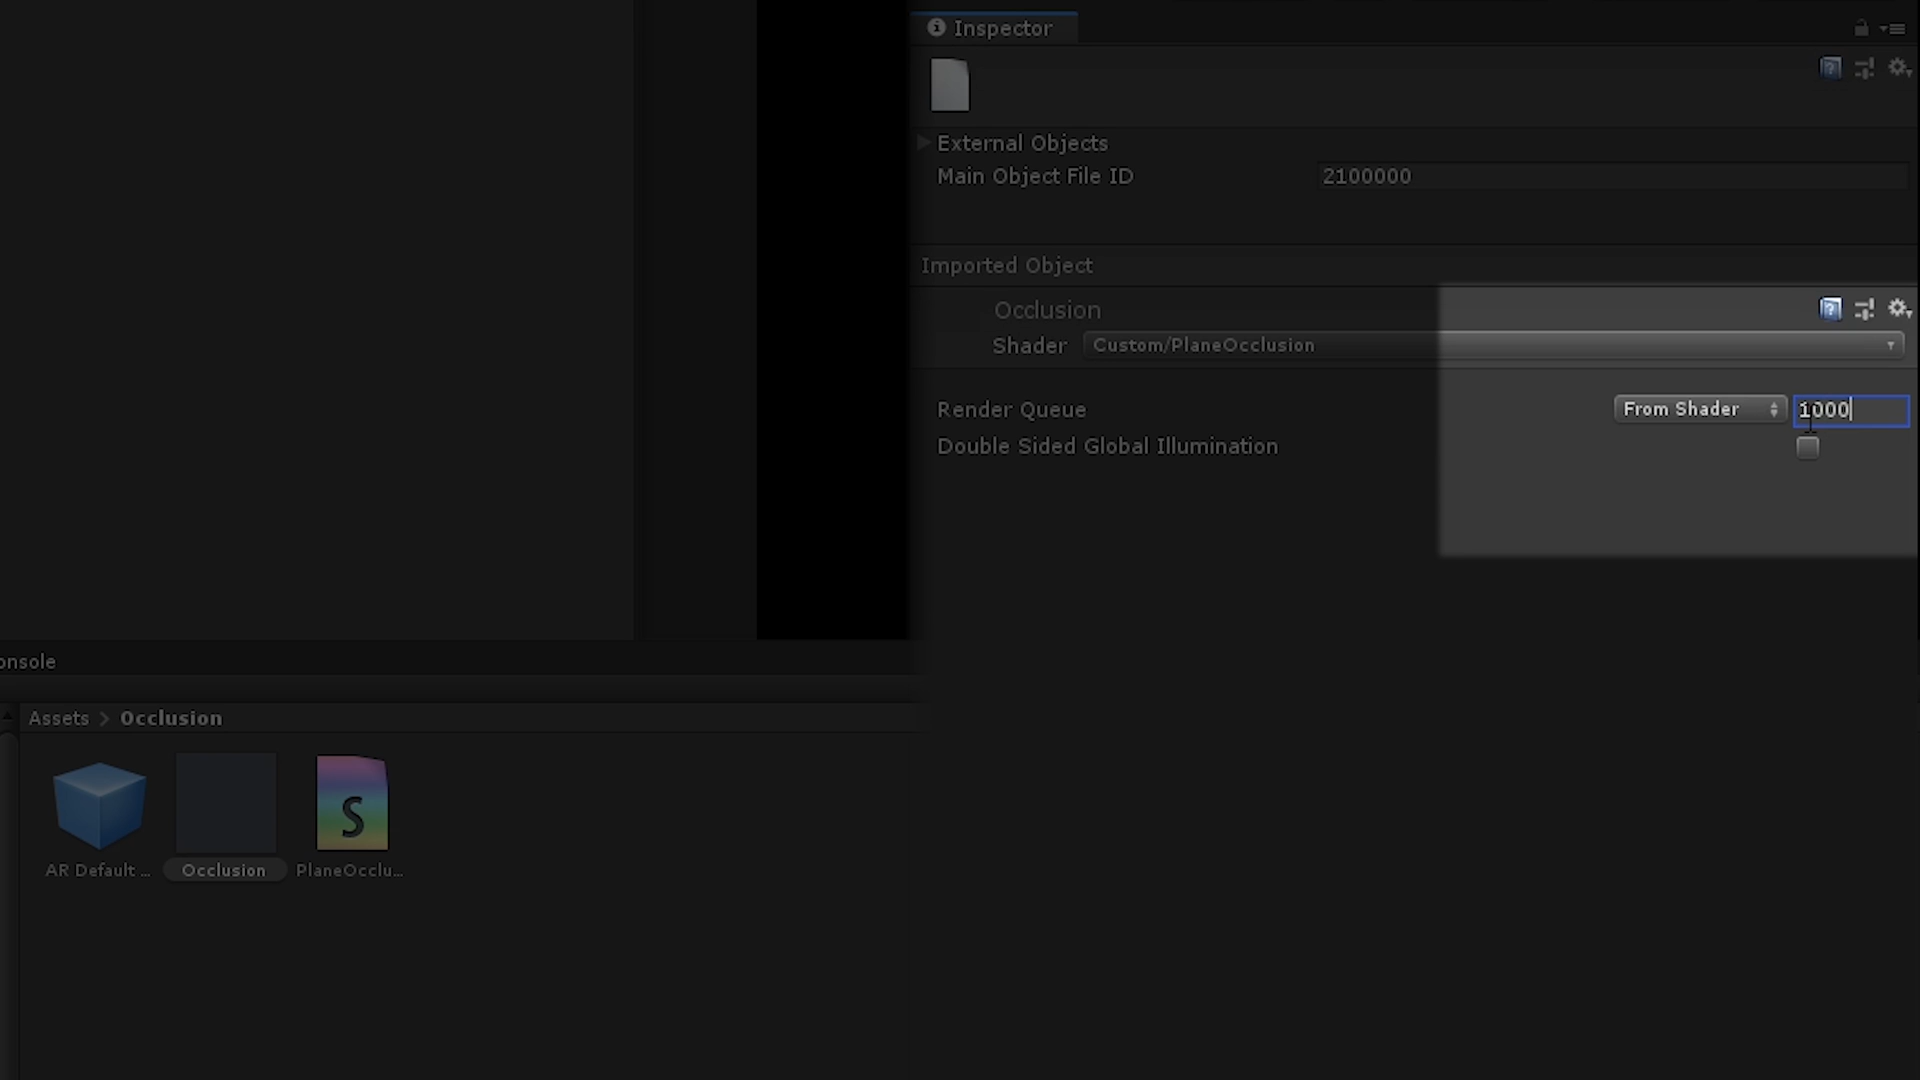 Inspector
External Objects
Main Object File ID 2100000
Imported Object
Occlusion
Shader Custom/PlaneOcclusion
Render Queue From Shader 1000
Double Sided Global Illumination
onsole
Assets > Occlusion
S
AR Default ... Occlusion PlaneOcclu...